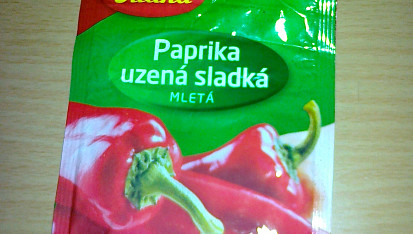 Paprika
uzená sladká
MLETÁ